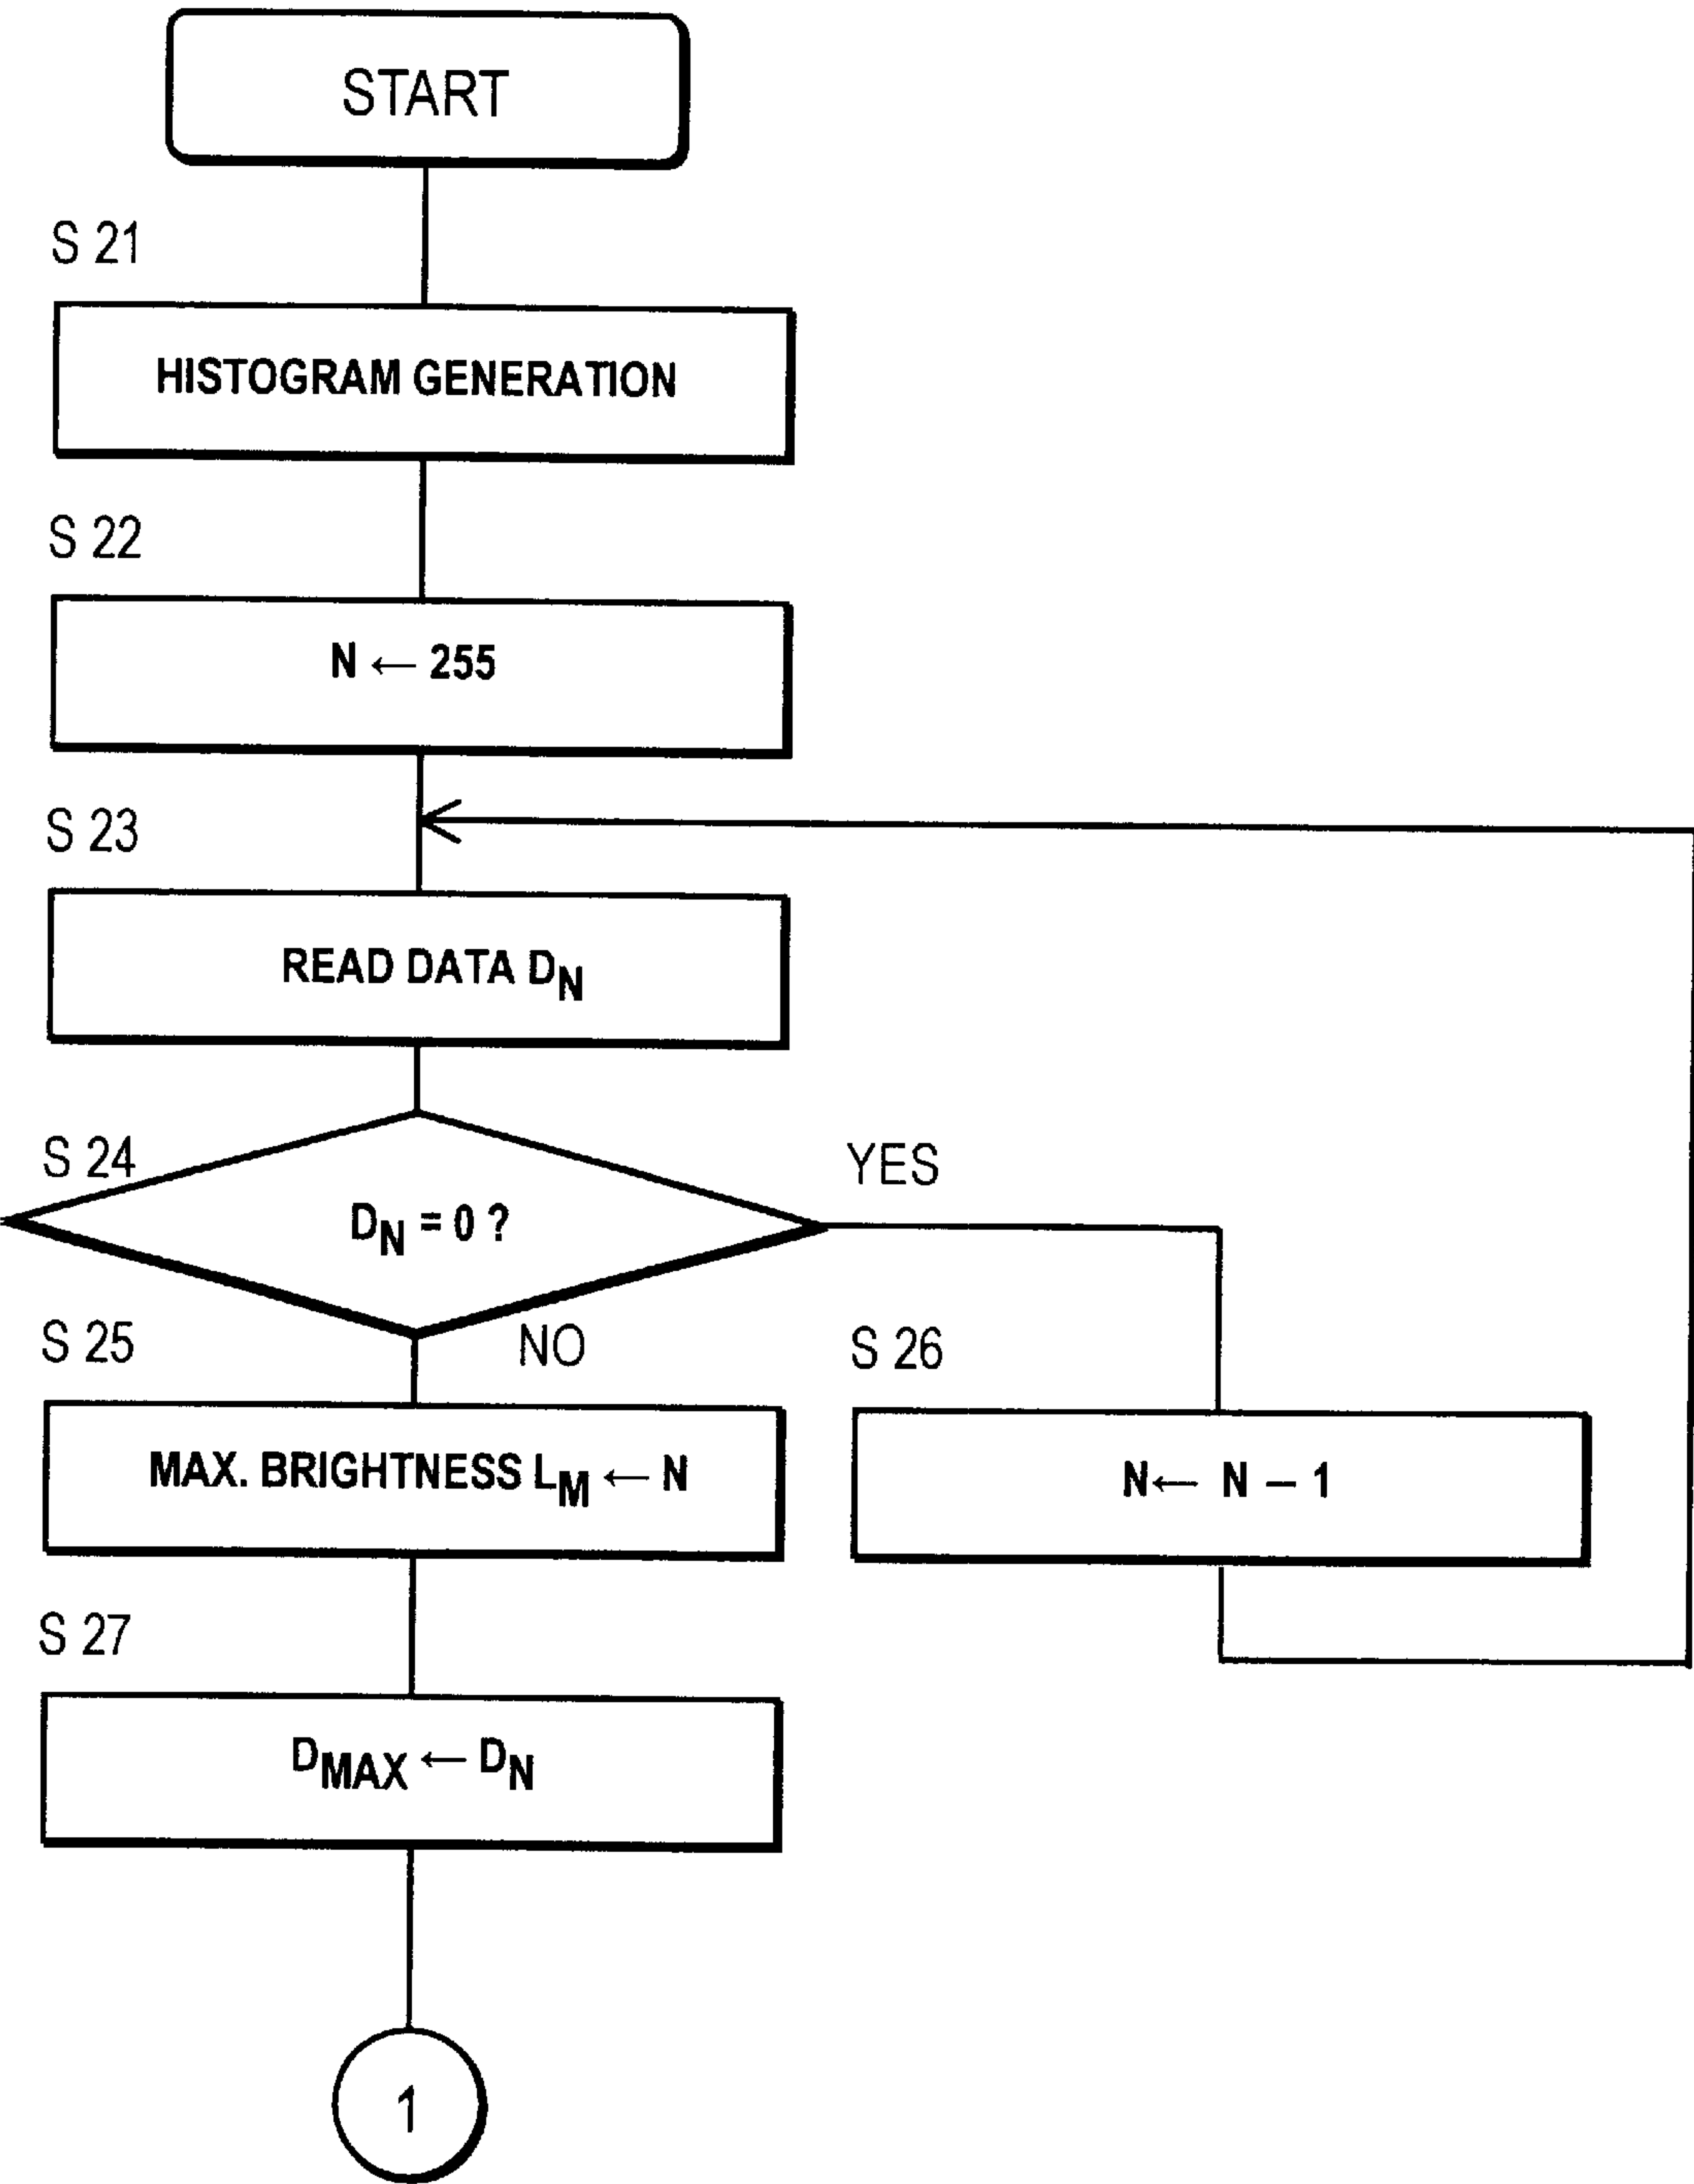 START
S 21
HISTOGRAM GENERATION
S 22
N ← 255
S 23
READ DATA DN
S 24
YES
DN = 0 ?
S 25
NO
S 26
MAX. BRIGHTNESS LM ← N
N ← N – 1
S 27
DMAX ← DN
1